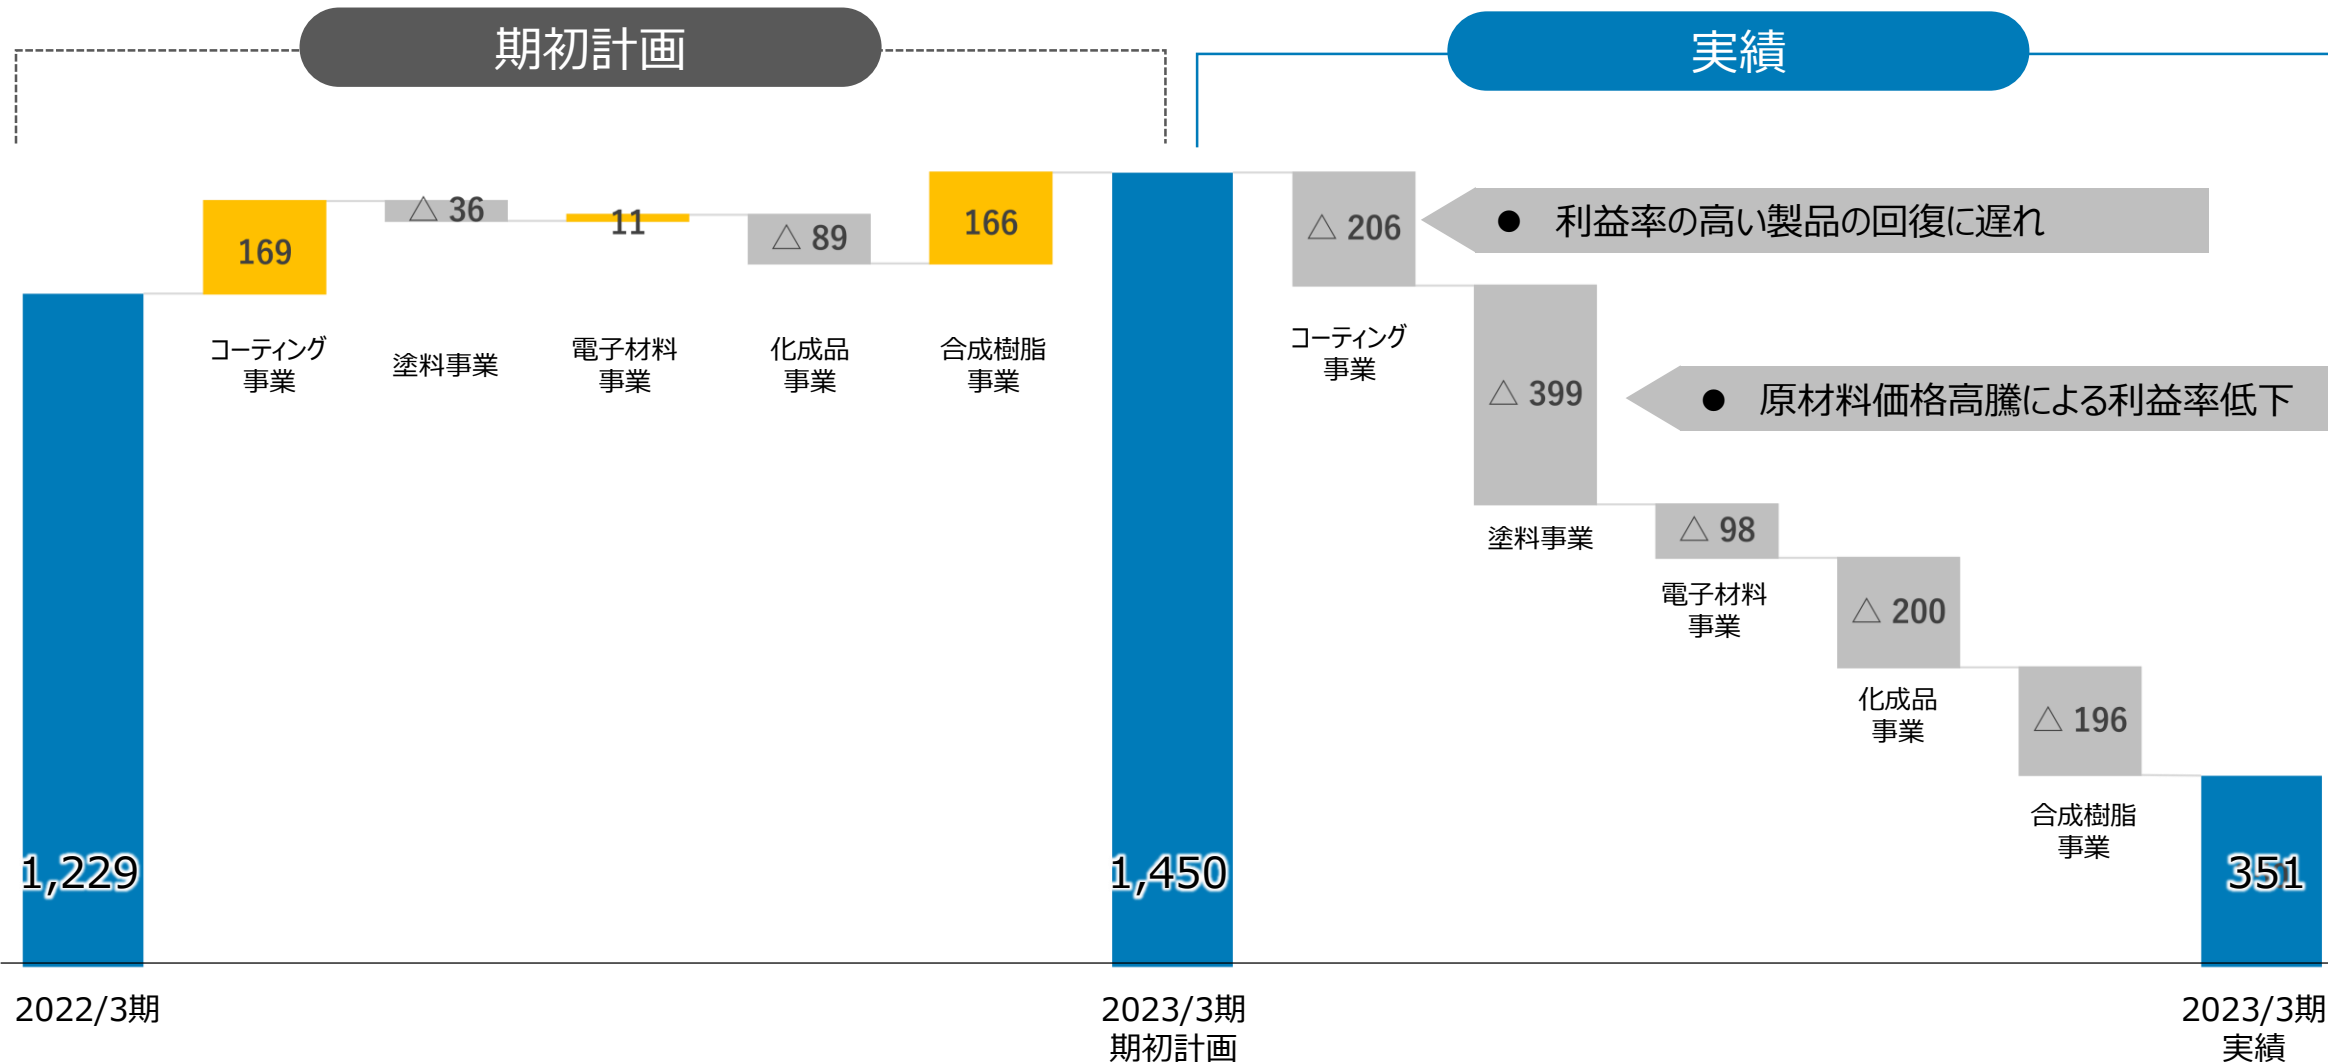 期初計画
実績
169
△ 36
11
△ 89
166
△ 206
● 利益率の高い製品の回復に遅れ
コーティング
事業
塗料事業
電子材料
事業
化成品
事業
合成樹脂
事業
コーティング
事業
△ 399
● 原材料価格高騰による利益率低下
塗料事業
△ 98
電子材料
事業
△ 200
化成品
事業
△ 196
合成樹脂
事業
1,229
1,450
351
2022/3期
2023/3期
期初計画
2023/3期
実績